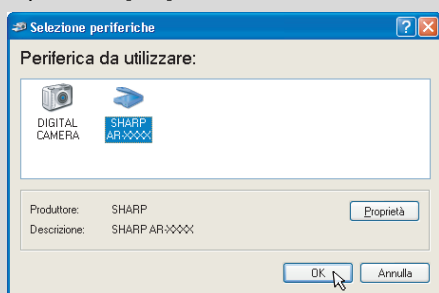 Selezione periferiche
Periferica da utilizzare:
DIGITAL
CAMERA
SHARP
AR-XXXX
Produttore: SHARP
Proprietà
Descrizione: SHARP AR-XXXX
OK
Annulla